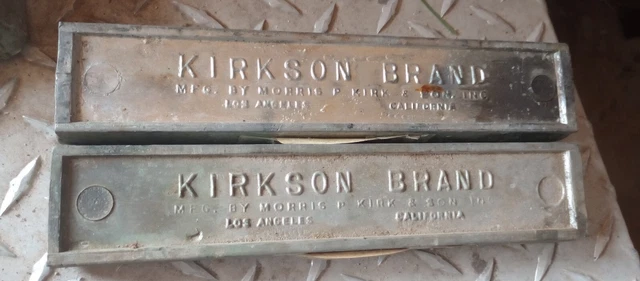 KIRKSON BRAND
MFG. BY MORRIS P. KIRK & SON, INC.
LOS ANGELES CALIFORNIA
KIRKSON BRAND
MFG. BY MORRIS P KIRK & SON, IN.
LOS ANGELES CALIFORNIA